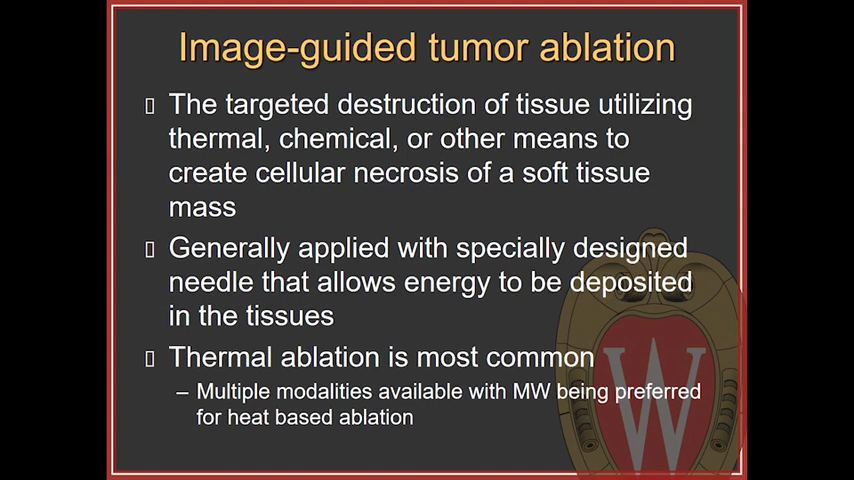 Image-guided tumor ablation
The targeted destruction of tissue utilizing
thermal, chemical, or other means to
create cellular necrosis of a soft tissue
mass
Generally applied with specially designed
needle that allows energy to be deposited
in the tissues
Thermal ablation is most common
– Multiple modalities available with MW being preferred
for heat based ablation
W